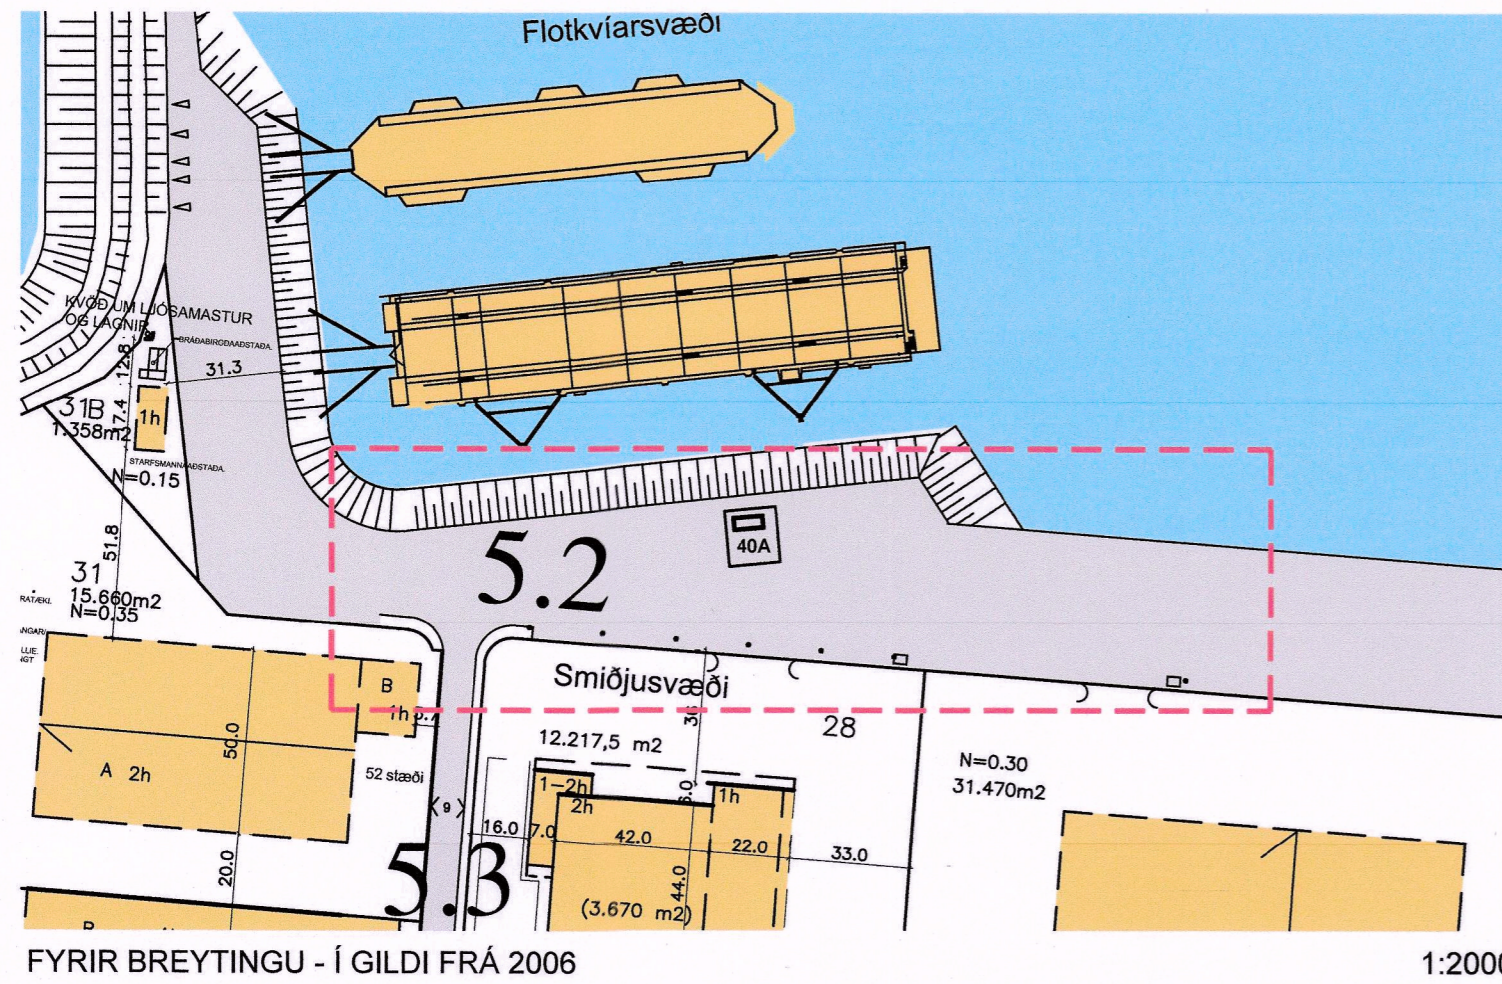 Flotkvíarsvæði
KVÖÐ UM LJÓSAMASTUR
OG LAGNIR
BRÁÐABIRGÐAAÐSTAÐA.
12.8
31.3
31B
1.358m2
17.4
1h
STARFSMANNAAÐSTAÐA.
N=0.15
51.8
31
15.660m2
N=0.35
5.2
40A
Smiðjusvæði
B
1h
36
28
12.217,5 m2
50.0
A 2h
52 stæði
N=0.30
31.470m2
1-2h
2h
6.0
1h
9
16.0
7.0
42.0
22.0
33.0
20.0
5.3
44.0
(3.670 m2)
FYRIR BREYTINGU - Í GILDI FRÁ 2006